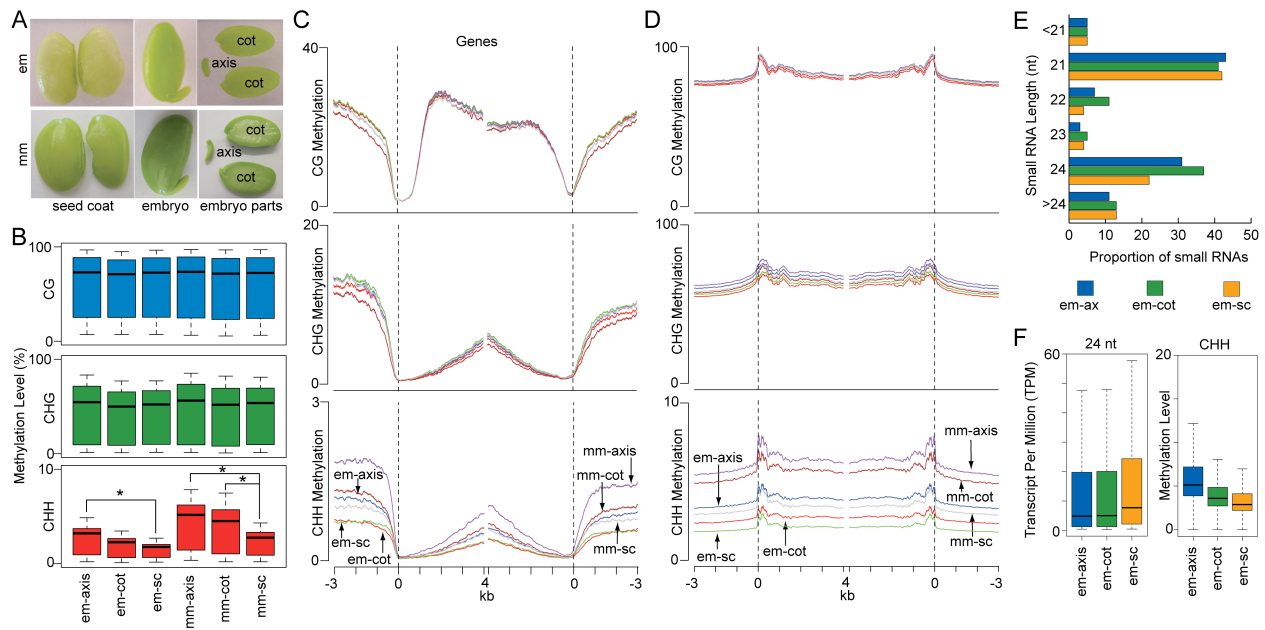 A
em
mm
cot
axis
cot
cot
axis
cot
seed coat
embryo
embryo parts
B
Methylation Level (%)
CG
100
0
CHG
100
0
CHH
10
0
*
*
*
em-axis
em-cot
em-sc
mm-axis
mm-cot
mm-sc
C
Genes
CG Methylation
40
0
CHG Methylation
20
0
CHH Methylation
3
0
em-axis
em-sc
em-cot
mm-axis
mm-cot
mm-sc
-3 0 4 0 -3
kb
D
CG Methylation
100
0
CHG Methylation
100
0
CHH Methylation
10
0
em-axis
em-sc
em-cot
mm-axis
mm-cot
mm-sc
-3 0 4 0 -3
kb
E
Small RNA Length (nt)
<21
21
22
23
24
>24
0 10 20 30 40 50
Proportion of small RNAs
em-ax
em-cot
em-sc
F
24 nt
Transcript Per Million (TPM)
60
0
em-axis
em-cot
em-sc
CHH
Methylation Level
20
0
em-axis
em-cot
em-sc